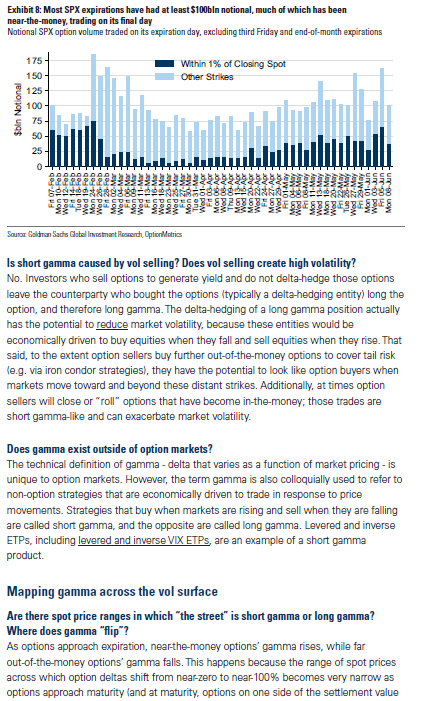 Exhibit 8: Most SPX expirations have had at least $100bln notional, much of which has been
near-the-money, trading on its final day
Notional SPX option volume traded on its expiration day, excluding third Friday and end-of-month expirations
$bln Notional
175
150
125
100
75
50
25
0
Within 1% of Closing Spot
Other Strikes
Fri 07-Feb
Mon 10-Feb
Wed 12-Feb
Fri 14-Feb
Tue 18-Feb
Wed 19-Feb
Mon 24-Feb
Wed 26-Feb
Fri 28-Feb
Mon 02-Mar
Wed 04-Mar
Fri 06-Mar
Mon 09-Mar
Wed 11-Mar
Fri 13-Mar
Mon 16-Mar
Wed 18-Mar
Mon 23-Mar
Wed 25-Mar
Fri 27-Mar
Mon 30-Mar
Wed 01-Apr
Fri 03-Apr
Mon 06-Apr
Wed 08-Apr
Thu 09-Apr
Mon 13-Apr
Wed 15-Apr
Mon 20-Apr
Wed 22-Apr
Fri 24-Apr
Mon 27-Apr
Wed 29-Apr
Fri 01-May
Mon 04-May
Wed 06-May
Fri 08-May
Mon 11-May
Wed 13-May
Mon 18-May
Wed 20-May
Fri 22-May
Tue 26-May
Wed 27-May
Mon 01-Jun
Wed 03-Jun
Fri 05-Jun
Mon 08-Jun
Source: Goldman Sachs Global Investment Research, OptionMetrics
Is short gamma caused by vol selling? Does vol selling create high volatility?
No. Investors who sell options to generate yield and do not delta-hedge those options
leave the counterparty who bought the options (typically a delta-hedging entity) long the
option, and therefore long gamma. The delta-hedging of a long gamma position actually
has the potential to reduce market volatility, because these entities would be
economically driven to buy equities when they fall and sell equities when they rise. That
said, to the extent option sellers buy further out-of-the-money options to cover tail risk
(e.g. via iron condor strategies), they have the potential to look like option buyers when
markets move toward and beyond these distant strikes. Additionally, at times option
sellers will close or "roll" options that have become in-the-money; those trades are
short gamma-like and can exacerbate market volatility.
Does gamma exist outside of option markets?
The technical definition of gamma - delta that varies as a function of market pricing - is
unique to option markets. However, the term gamma is also colloquially used to refer to
non-option strategies that are economically driven to trade in response to price
movements. Strategies that buy when markets are rising and sell when they are falling
are called short gamma, and the opposite are called long gamma. Levered and inverse
ETPs, including levered and inverse VIX ETPs, are an example of a short gamma
product.
Mapping gamma across the vol surface
Are there spot price ranges in which "the street" is short gamma or long gamma?
Where does gamma "flip"?
As options approach expiration, near-the-money options' gamma rises, while far
out-of-the-money options' gamma falls. This happens because the range of spot prices
across which option deltas shift from near-zero to near-100% becomes very narrow as
options approach maturity (and at maturity, options on one side of the settlement value